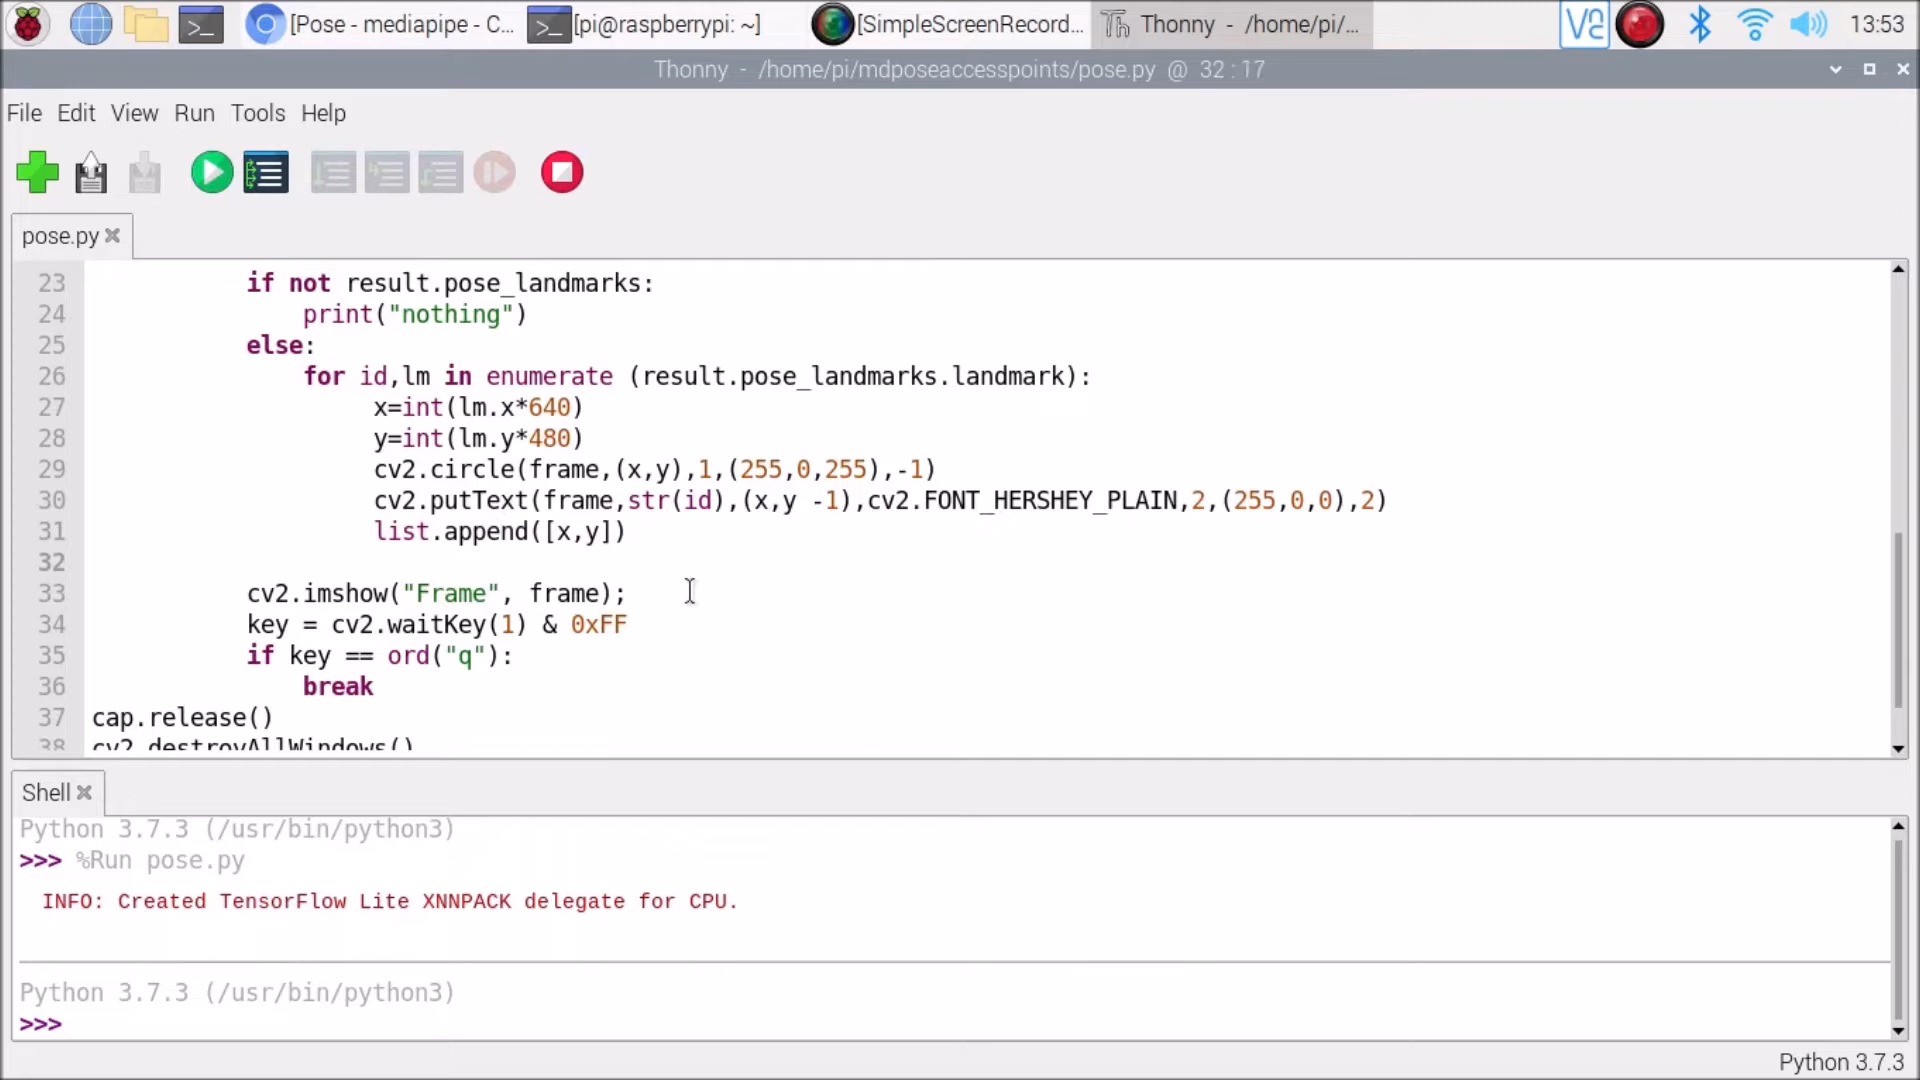 [Pose - mediapipe - C... [pi@raspberrypi: ~] [SimpleScreenRecord... Thonny - /home/pi/... 13:53
Thonny - /home/pi/mdposeaccesspoints/pose.py @ 32 : 17
File Edit View Run Tools Help
pose.py
23 if not result.pose_landmarks:
24 print("nothing")
25 else:
26 for id,lm in enumerate (result.pose_landmarks.landmark):
27 x=int(lm.x*640)
28 y=int(lm.y*480)
29 cv2.circle(frame,(x,y),1,(255,0,255),-1)
30 cv2.putText(frame,str(id),(x,y -1),cv2.FONT_HERSHEY_PLAIN,2,(255,0,0),2)
31 list.append([x,y])
32
33 cv2.imshow("Frame", frame);
34 key = cv2.waitKey(1) & 0xFF
35 if key == ord("q"):
36 break
37 cap.release()
38 cv2.destroyAllWindows()
Shell
Python 3.7.3 (/usr/bin/python3)
>>> %Run pose.py
INFO: Created TensorFlow Lite XNNPACK delegate for CPU.
Python 3.7.3 (/usr/bin/python3)
>>>
Python 3.7.3